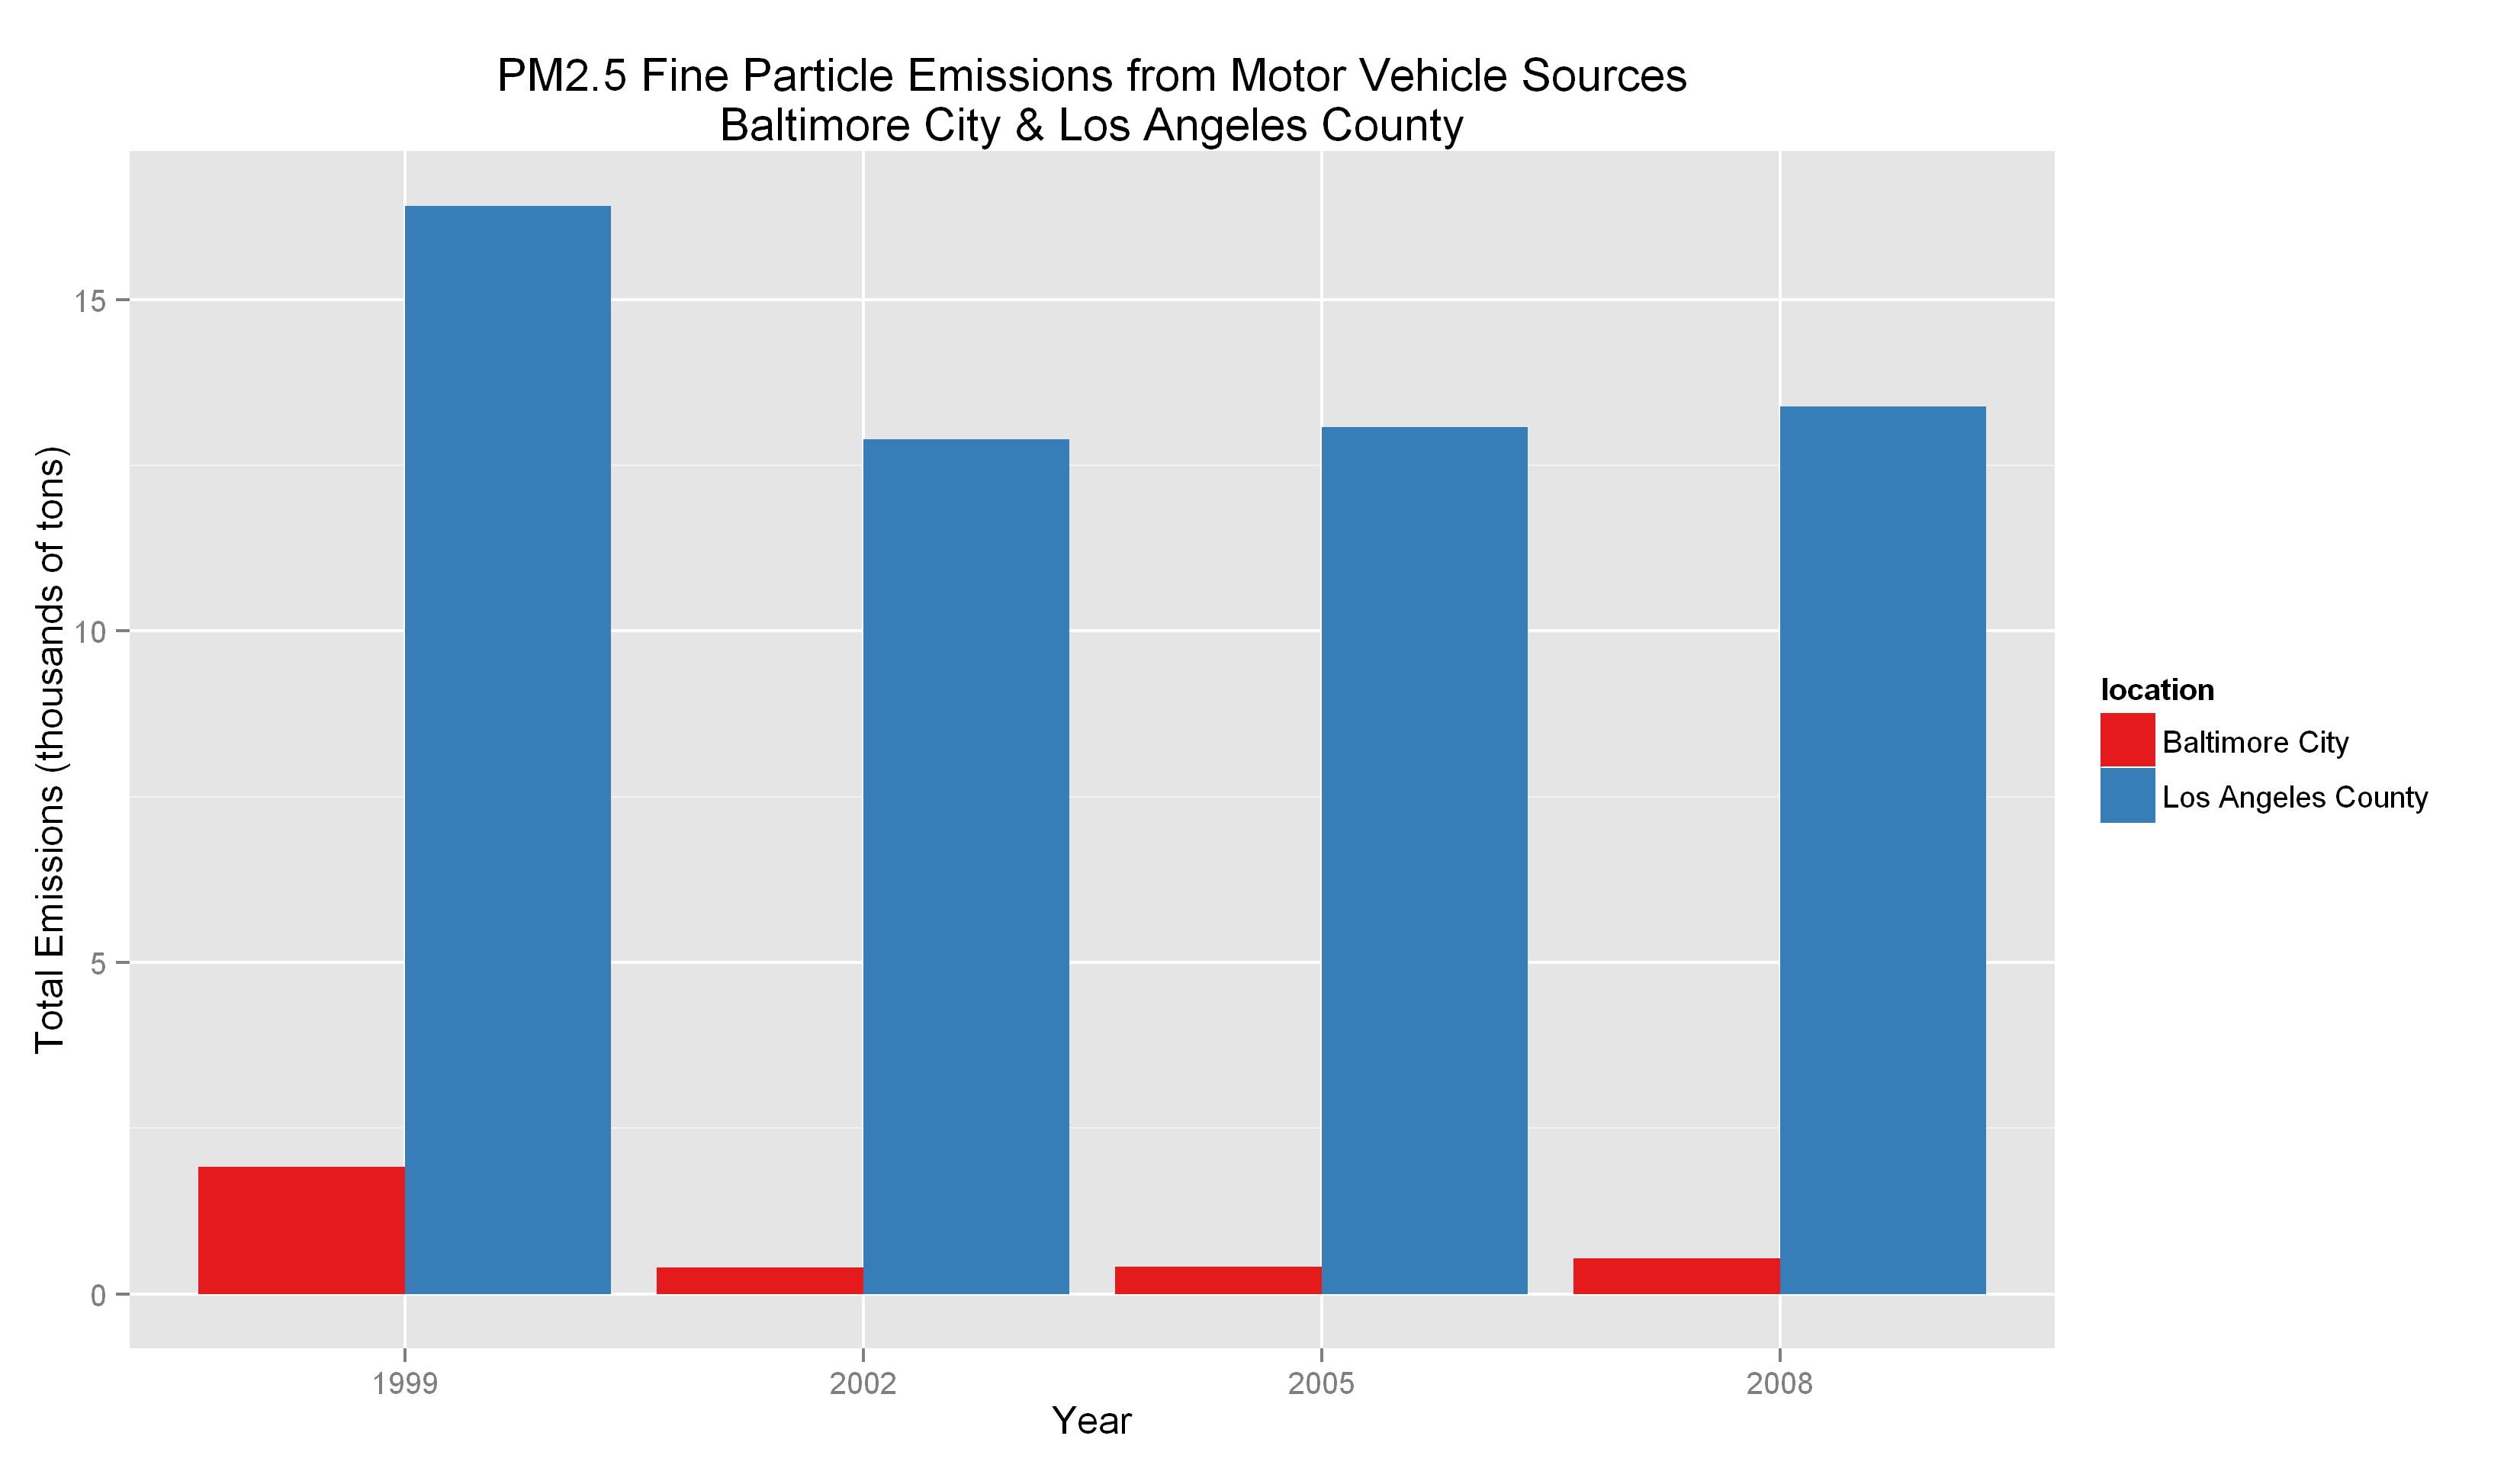 PM2.5 Fine Particle Emissions from Motor Vehicle Sources
Baltimore City & Los Angeles County
Total Emissions (thousands of tons)
15
10
5
0
1999 2002 2005 2008
Year
location
Baltimore City
Los Angeles County